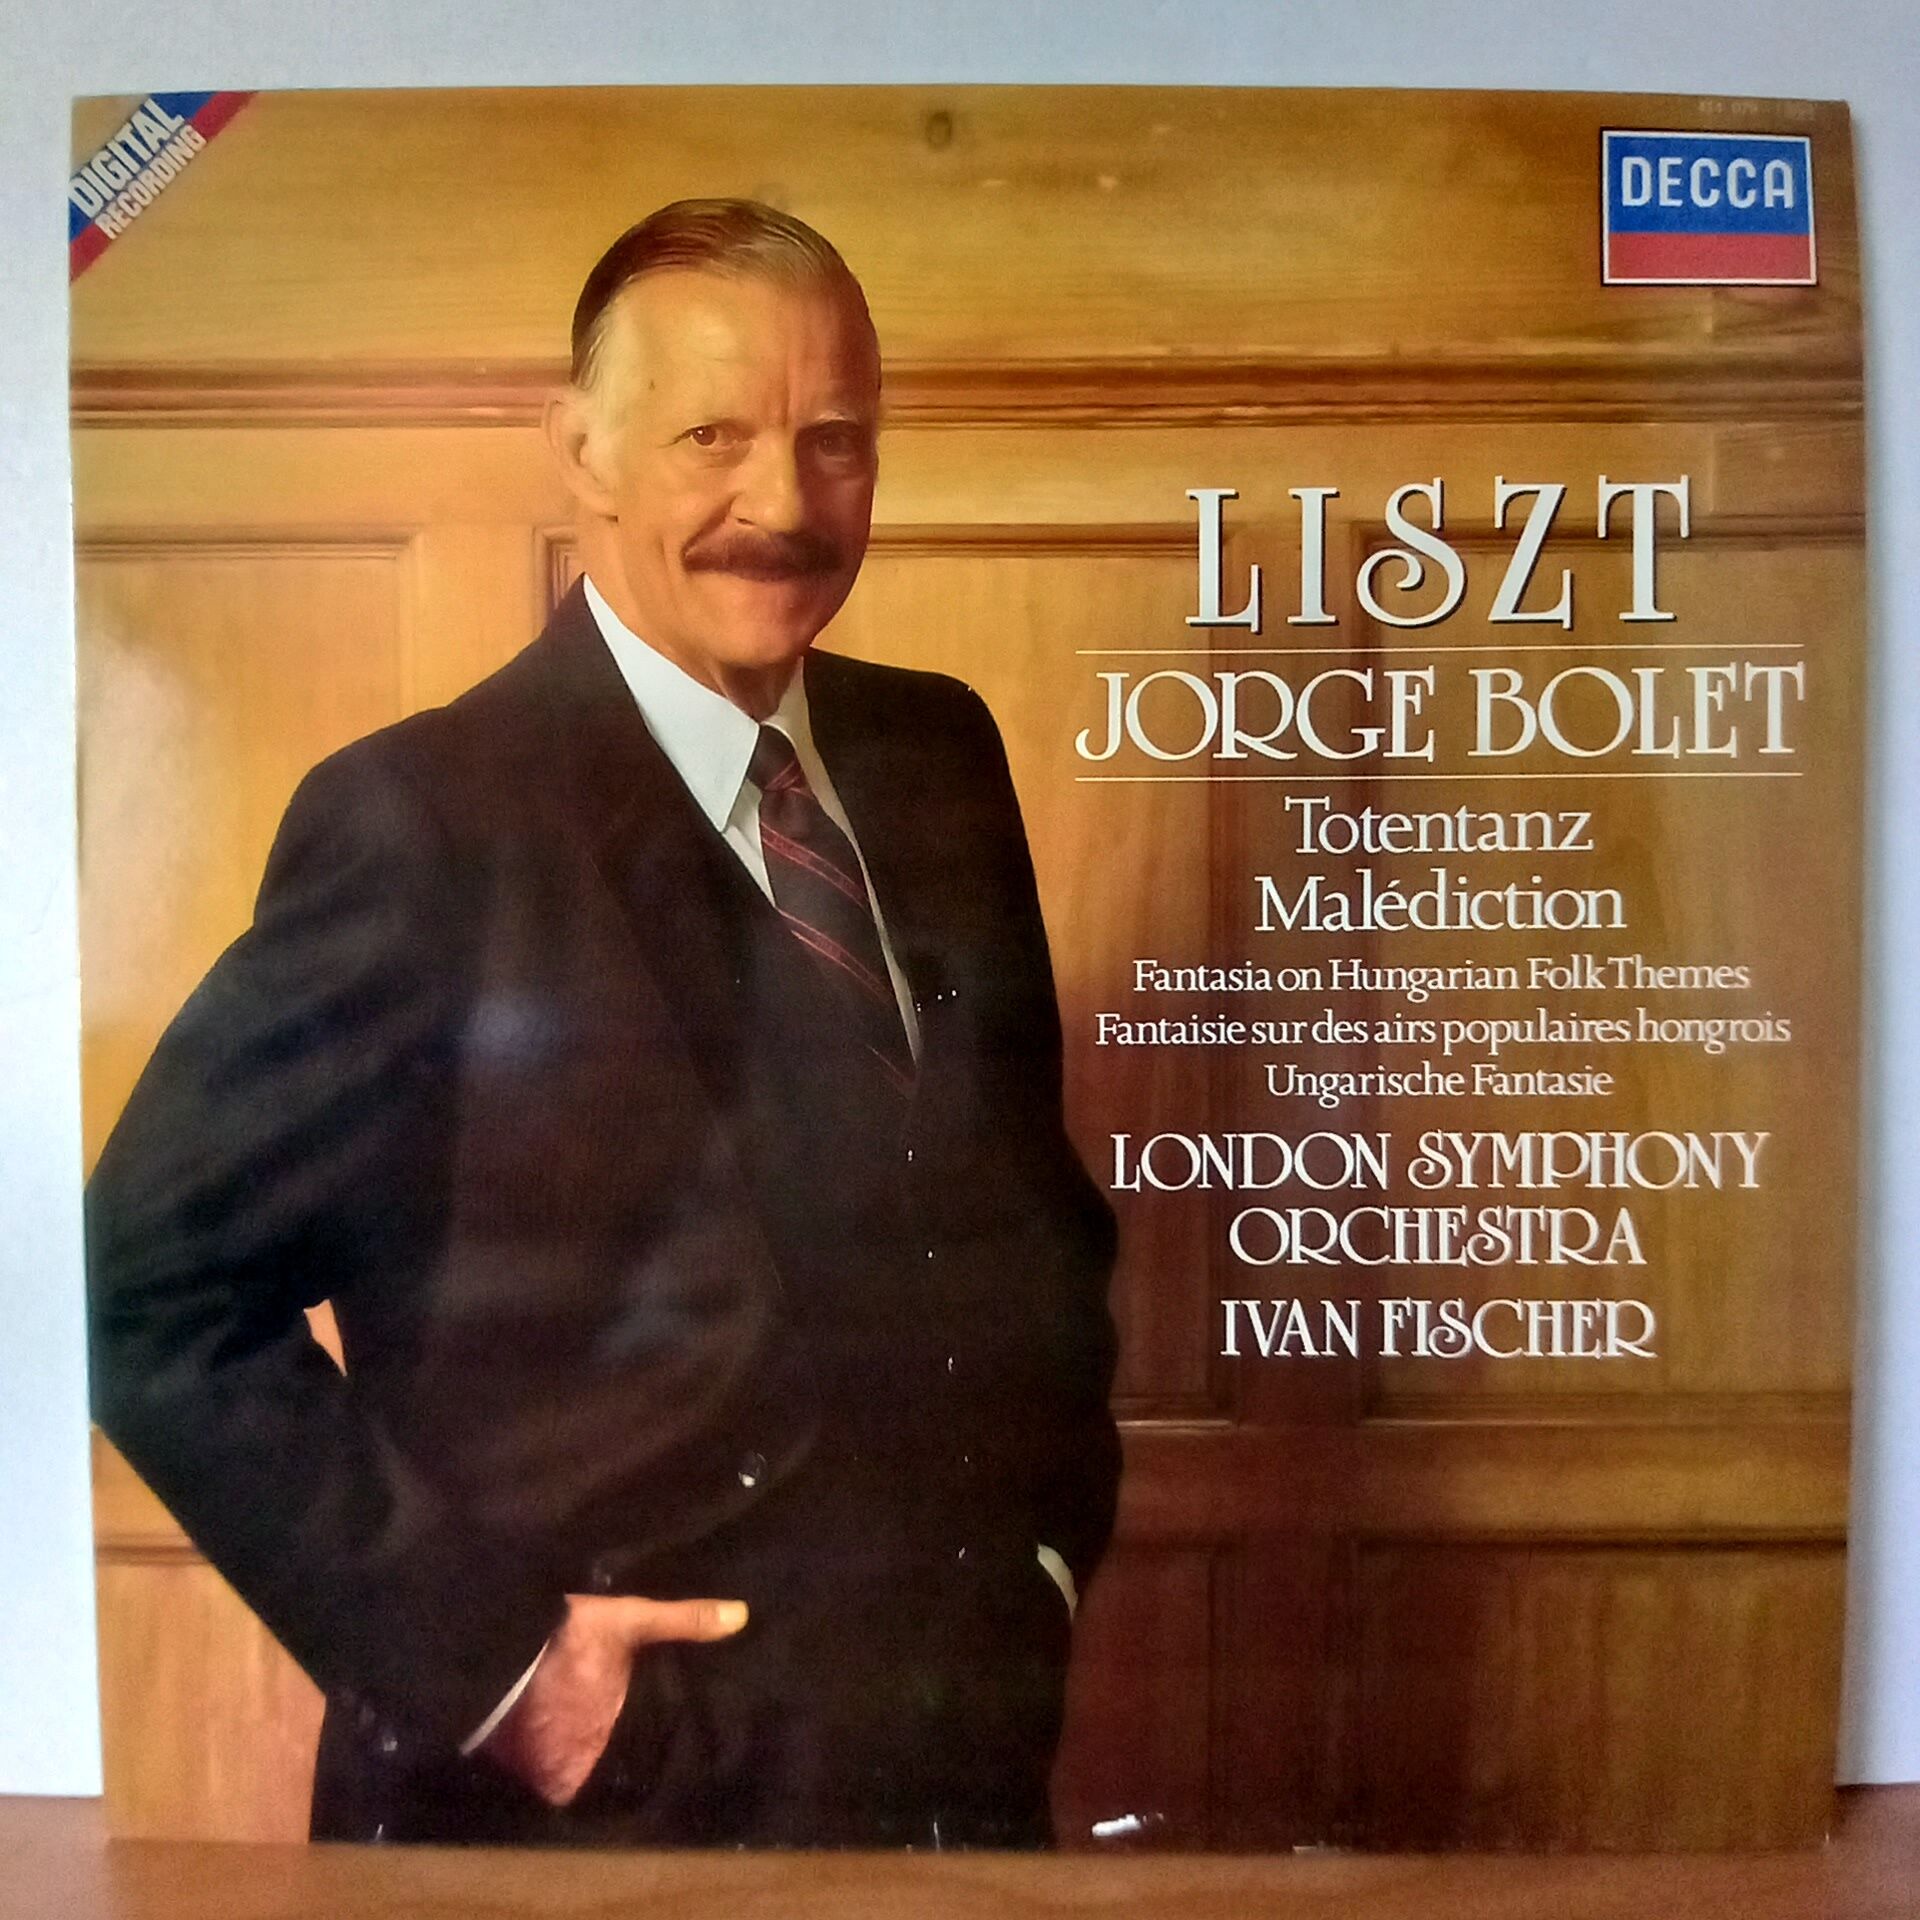 DIGITAL
RECORDING
DECCA
LISZT
JORGE BOLET
Totentanz
Malédiction
Fantasia on Hungarian Folk Themes
Fantaisie sur des airs populaires hongrois
Ungarische Fantasie
LONDON SYMPHONY
ORCHESTRA
IVAN FISCHER